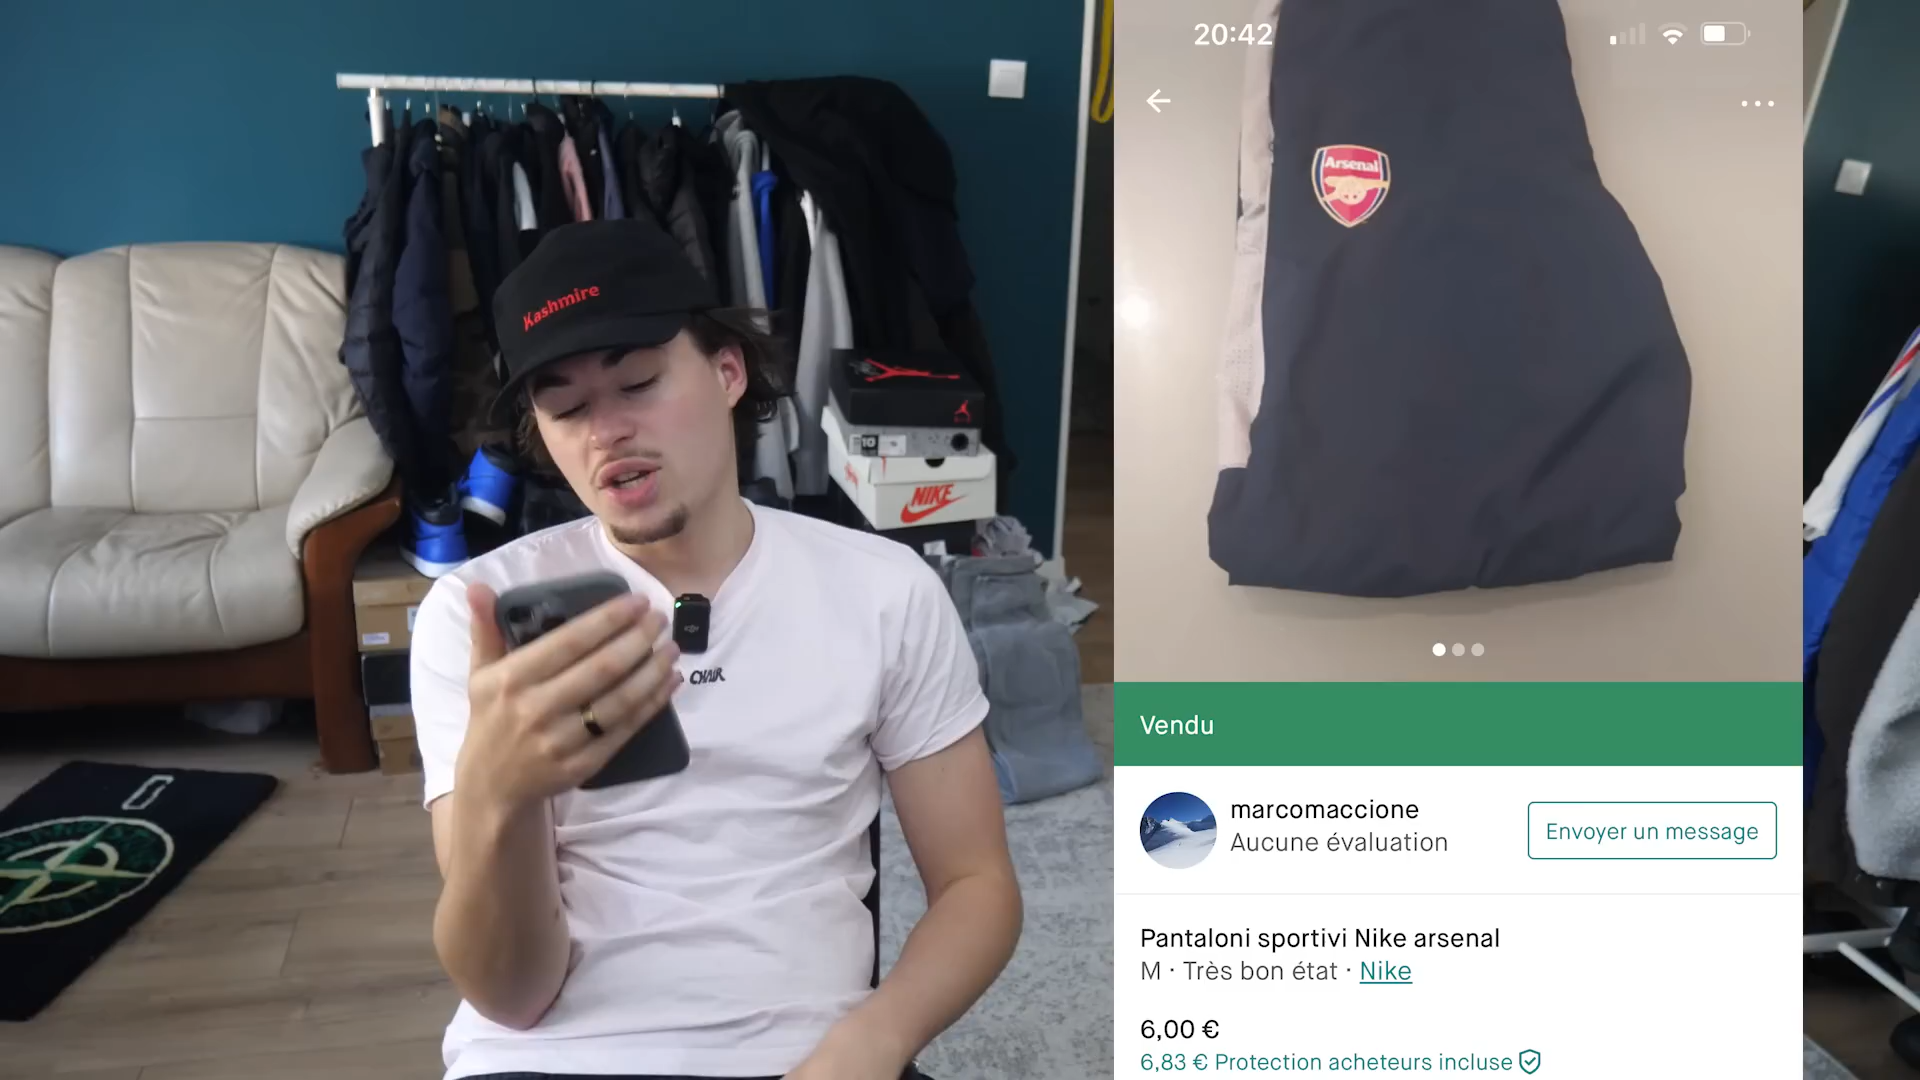 Kashmire
CHAIR
10
NIKE
20:42
Arsenal
Vendu
marcomaccione
Aucune évaluation
Envoyer un message
Pantaloni sportivi Nike arsenal
M · Très bon état · Nike
6,00 €
6,83 € Protection acheteurs incluse